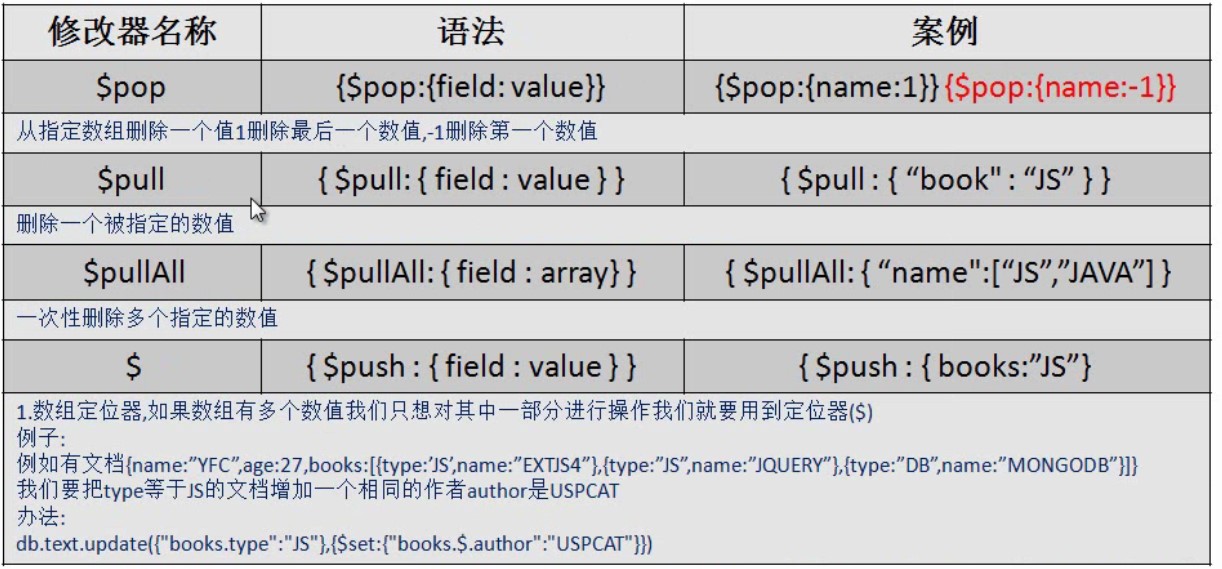 修改器名称 语法 案例
$pop {$pop:{field: value}} {$pop:{name:1}} {$pop:{name:-1}}
从指定数组删除一个值1删除最后一个数值,-1删除第一个数值
$pull { $pull: { field : value } } { $pull : { “book" : “JS” } }
删除一个被指定的数值
$pullAll { $pullAll: { field : array} } { $pullAll: { “name":[“JS”,”JAVA”] }
一次性删除多个指定的数值
$ { $push : { field : value } } { $push : { books:”JS”}
1.数组定位器,如果数组有多个数值我们只想对其中一部分进行操作我们就要用到定位器($)
例子:
例如有文档{name:”YFC”,age:27,books:[{type:’JS’,name:”EXTJS4”},{type:”JS”,name:”JQUERY”},{type:”DB”,name:”MONGODB”}]}
我们要把type等于JS的文档增加一个相同的作者author是USPCAT
办法:
db.text.update({"books.type":"JS"},{$set:{"books.$.author":"USPCAT"}})